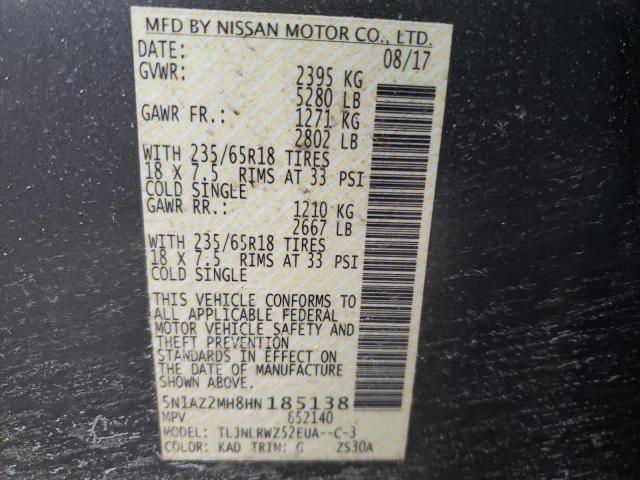 MFD BY NISSAN MOTOR CO., LTD.
DATE: 08/17
GVWR: 2395 KG
5280 LB
GAWR FR.: 1271 KG
2802 LB
WITH 235/65R18 TIRES
18 X 7.5 RIMS AT 33 PSI
COLD SINGLE
GAWR RR.: 1210 KG
2667 LB
WITH 235/65R18 TIRES
18 X 7.5 RIMS AT 33 PSI
COLD SINGLE
THIS VEHICLE CONFORMS TO
ALL APPLICABLE FEDERAL
MOTOR VEHICLE SAFETY AND
THEFT PREVENTION
STANDARDS IN EFFECT ON
THE DATE OF MANUFACTURE
SHOWN ABOVE.
5N1AZ2MH8HN185138
MPV 652140
MODEL: TLJNLRWZ52EUA--C-3
COLOR: KAD TRIM: G ZS30A